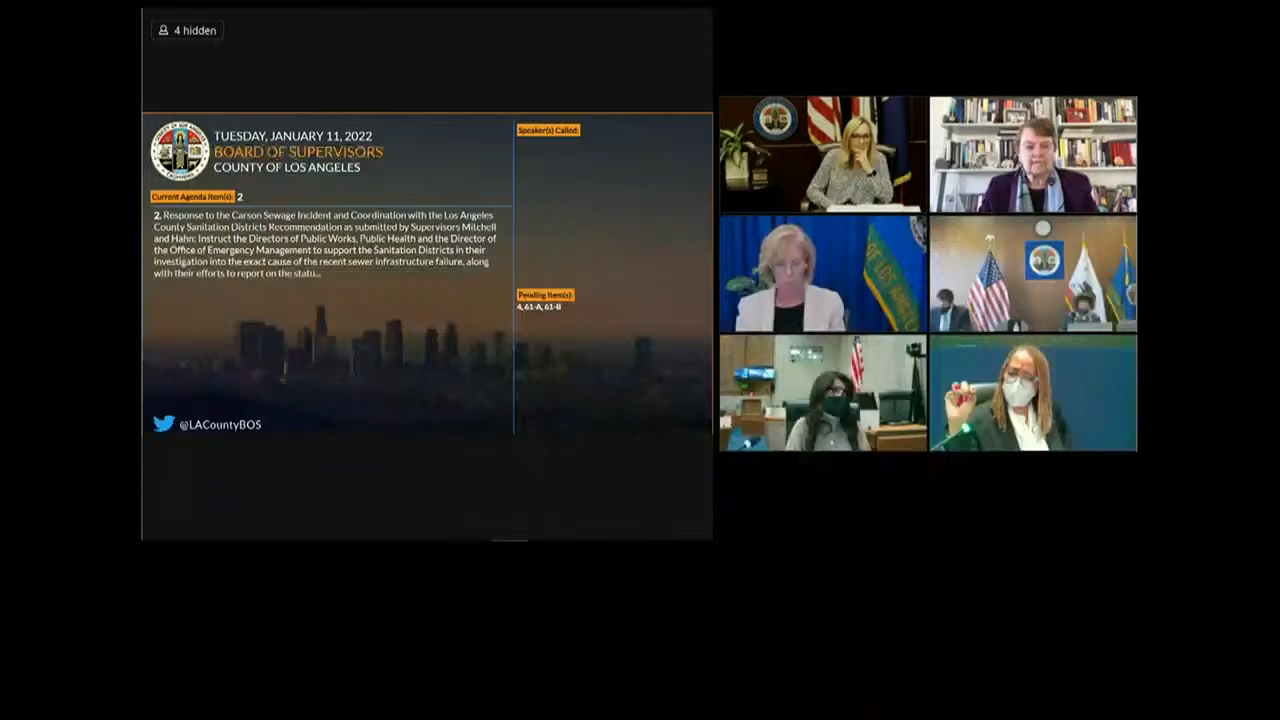 4 hidden
TUESDAY, JANUARY 11, 2022
BOARD OF SUPERVISORS
COUNTY OF LOS ANGELES
Current Agenda Item(s): 2
2. Response to the Carson Sewage Incident and Coordination with the Los Angeles
County Sanitation Districts Recommendation as submitted by Supervisors Mitchell
and Hahn: Instruct the Directors of Public Works, Public Health and the Director of
the Office of Emergency Management to support the Sanitation Districts in their
investigation into the exact cause of the recent sewer infrastructure failure, along
with their efforts to report on the statu...
@LACountyBOS
Speaker(s) Called:
Pending Item(s):
4, 61-A, 61-B
OF LOS ANGELES